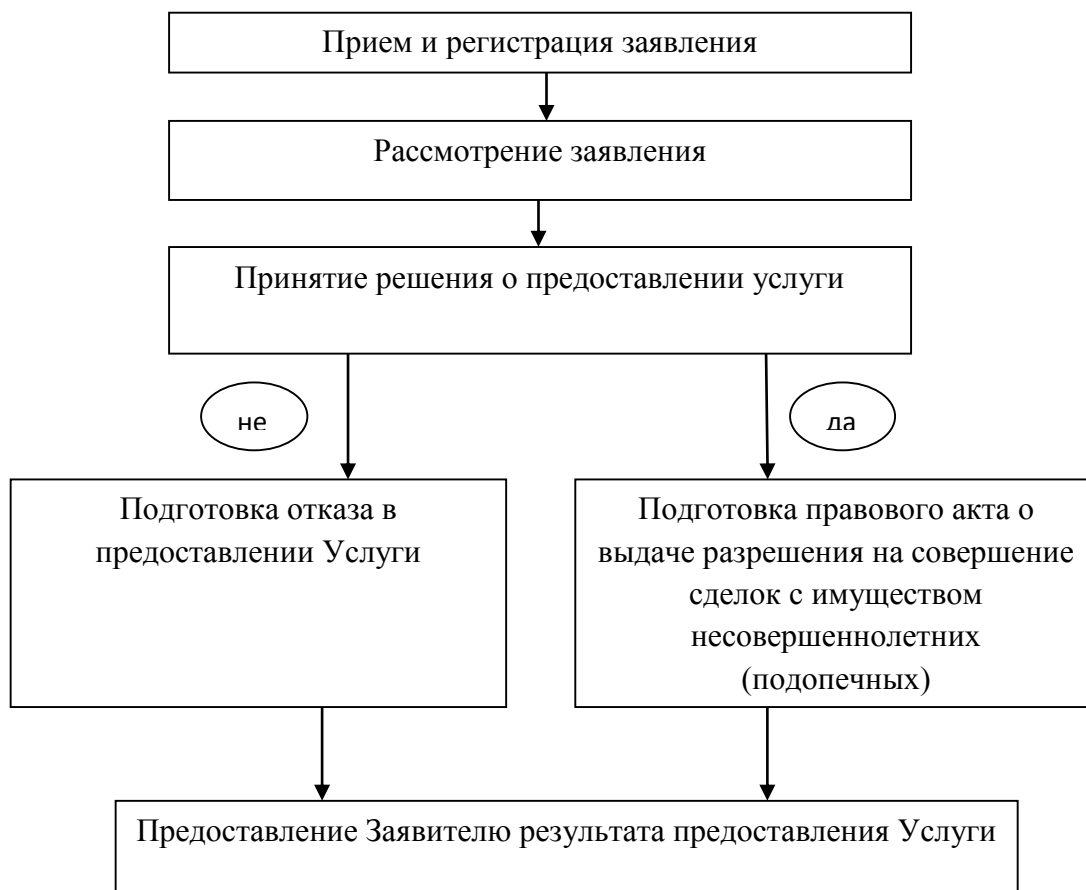 Прием и регистрация заявления
Рассмотрение заявления
Принятие решения о предоставлении услуги
не
да
Подготовка отказа в
предоставлении Услуги
Подготовка правового акта о
выдаче разрешения на совершение
сделок с имуществом
несовершеннолетних
(подопечных)
Предоставление Заявителю результата предоставления Услуги